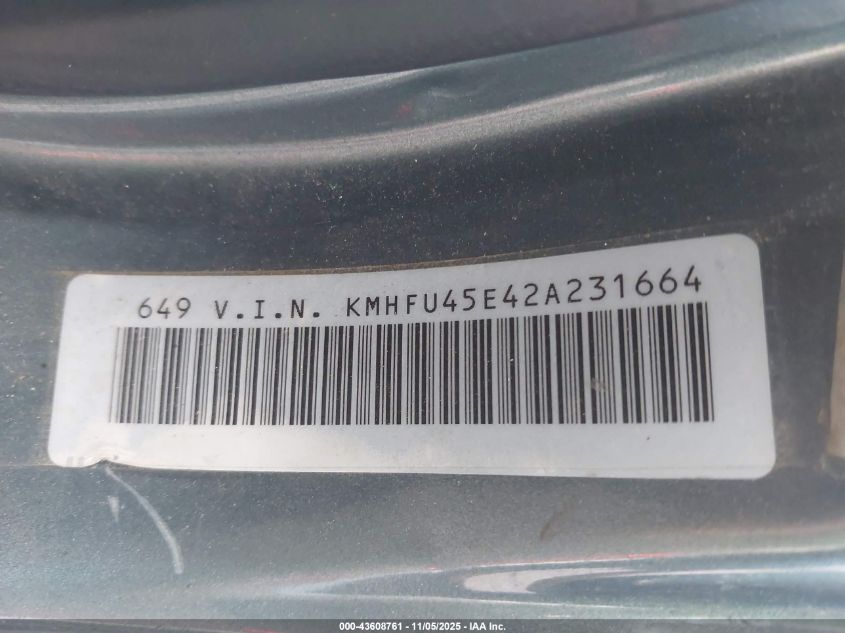 649 V.I.N. KMHFU45E42A231664
000-43608761 - 11/05/2025 - IAA Inc.